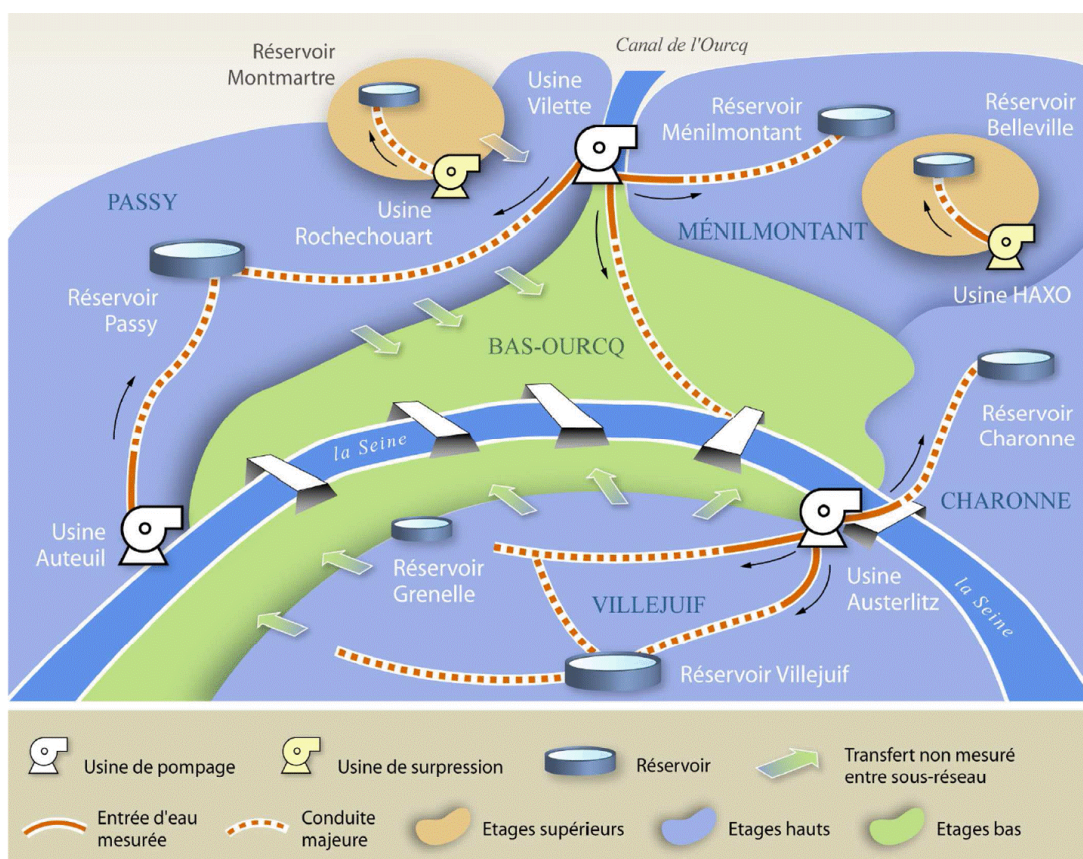 Canal de l'Ourcq
Réservoir
Montmartre
Usine
Vilette
Réservoir
Ménilmontant
Réservoir
Belleville
PASSY
Usine
Rochechouart
MÉNILMONTANT
Usine HAXO
Réservoir
Passy
BAS-OURCQ
Réservoir
Charonne
la Seine
CHARONNE
Usine
Auteuil
Réservoir
Grenelle
Usine
Austerlitz
VILLEJUIF
la Seine
Réservoir Villejuif
Usine de pompage
Usine de surpression
Réservoir
Transfert non mesuré
entre sous-réseau
Entrée d'eau
mesurée
Conduite
majeure
Etages supérieurs
Etages hauts
Etages bas